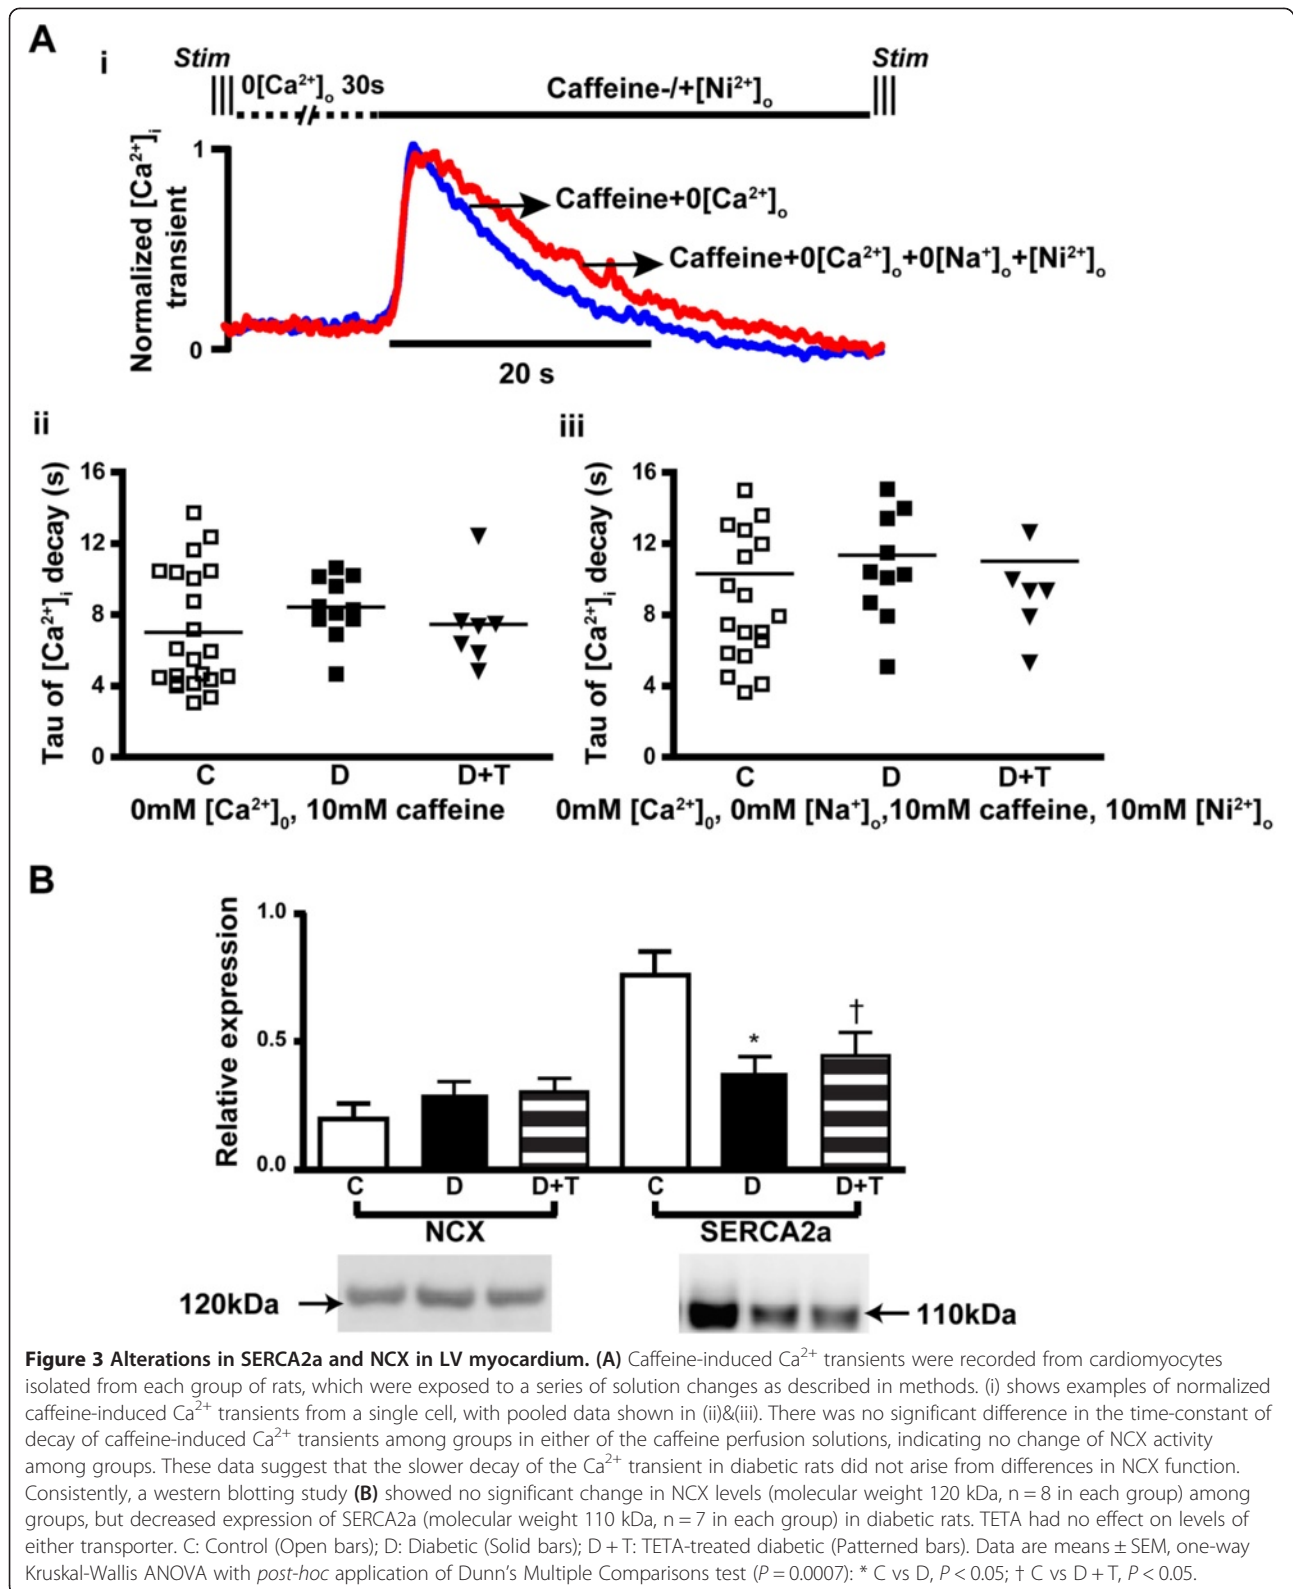 A
i
Stim
Stim
0[Ca²⁺]ₒ 30s
Caffeine-/+[Ni²⁺]ₒ
Normalized [Ca²⁺]ᵢ
transient
1
0
Caffeine+0[Ca²⁺]ₒ
Caffeine+0[Ca²⁺]ₒ+0[Na⁺]ₒ+[Ni²⁺]ₒ
20 s
ii
Tau of [Ca²⁺]ᵢ decay (s)
16
12
8
4
0
C D D+T
0mM [Ca²⁺]₀, 10mM caffeine
iii
Tau of [Ca²⁺]ᵢ decay (s)
16
12
8
4
0
C D D+T
0mM [Ca²⁺]₀, 0mM [Na⁺]ₒ,10mM caffeine, 10mM [Ni²⁺]ₒ
B
Relative expression
1.0
0.5
0.0
* †
C D D+T C D D+T
NCX SERCA2a
120kDa
110kDa
Figure 3 Alterations in SERCA2a and NCX in LV myocardium. (A) Caffeine-induced Ca²⁺ transients were recorded from cardiomyocytes
isolated from each group of rats, which were exposed to a series of solution changes as described in methods. (i) shows examples of normalized
caffeine-induced Ca²⁺ transients from a single cell, with pooled data shown in (ii)&(iii). There was no significant difference in the time-constant of
decay of caffeine-induced Ca²⁺ transients among groups in either of the caffeine perfusion solutions, indicating no change of NCX activity
among groups. These data suggest that the slower decay of the Ca²⁺ transient in diabetic rats did not arise from differences in NCX function.
Consistently, a western blotting study (B) showed no significant change in NCX levels (molecular weight 120 kDa, n = 8 in each group) among
groups, but decreased expression of SERCA2a (molecular weight 110 kDa, n = 7 in each group) in diabetic rats. TETA had no effect on levels of
either transporter. C: Control (Open bars); D: Diabetic (Solid bars); D + T: TETA-treated diabetic (Patterned bars). Data are means ± SEM, one-way
Kruskal-Wallis ANOVA with post-hoc application of Dunn's Multiple Comparisons test (P = 0.0007): * C vs D, P < 0.05; † C vs D + T, P < 0.05.